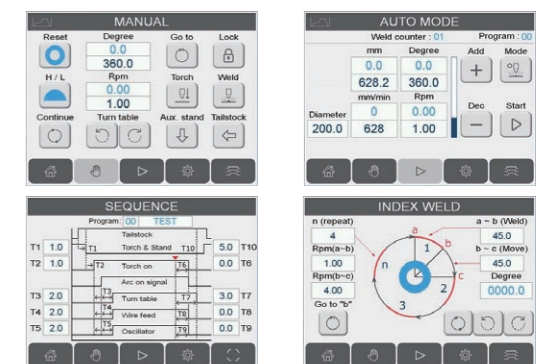 MANUAL
Reset Degree Go to Lock
0.0
360.0
H / L Rpm Torch Weld
0.00
1.00
Continue Turn table Aux. stand Tailstock
AUTO MODE
Weld counter : 01 Program : 00
mm Degree Add Mode
0.0 0.0
628.2 360.0
mm/min Rpm Dec Start
Diameter 0 0.00
200.0 628 1.00
SEQUENCE
Program: 00 TEST
Tailstock
T1 1.0 T1 Torch & Stand T10 5.0 T10
T2 1.0 T2 Torch on T6 0.0 T6
Arc on signal
T3 2.0 T3 Turn table T7 3.0 T7
T4 2.0 T4 Wire feed T8 0.0 T8
T5 2.0 T5 Oscillator T9 0.0 T9
INDEX WELD
n (repeat) a a ~ b (Weld)
4 1 b 45.0
Rpm(a~b) b ~ c (Move)
1.00 n c 45.0
Rpm(b~c) Degree
4.00 2 0000.0
Go to "b" 3